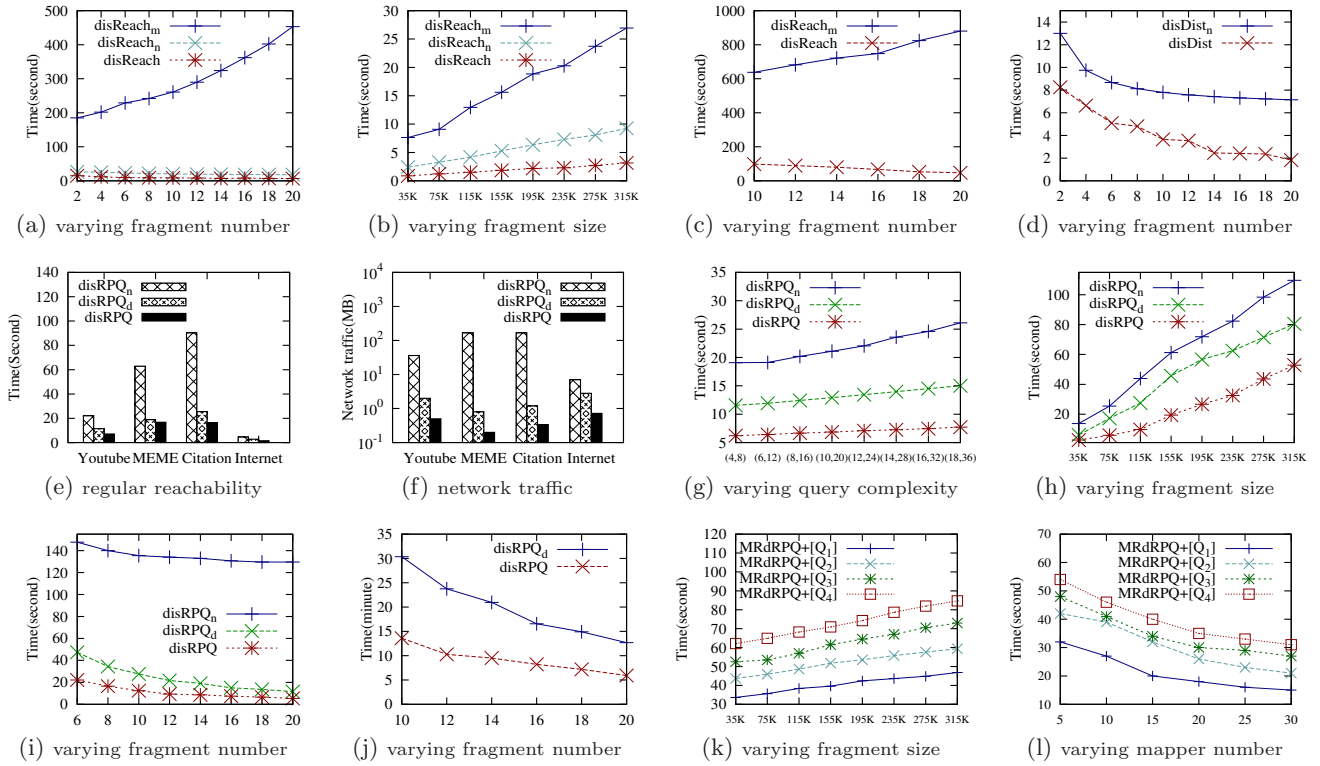 Time(second)
500
400
300
200
100
0
disReach_m
disReach_n
disReach
2 4 6 8 10 12 14 16 18 20
(a) varying fragment number
Time(second)
30
25
20
15
10
5
0
disReach_m
disReach_n
disReach
35K 75K 115K 155K 195K 235K 275K 315K
(b) varying fragment size
Time(second)
1000
800
600
400
200
0
disReach_m
disReach
10 12 14 16 18 20
(c) varying fragment number
Time(second)
14
12
10
8
6
4
2
0
disDist_n
disDist
2 4 6 8 10 12 14 16 18 20
(d) varying fragment number
Time(Second)
140
120
100
80
60
40
20
0
disRPQ_n
disRPQ_d
disRPQ
Youtube MEME Citation Internet
(e) regular reachability
Network traffic(MB)
10^4
10^3
10^2
10^1
10^0
10^-1
disRPQ_n
disRPQ_d
disRPQ
Youtube MEME Citation Internet
(f) network traffic
Time(second)
35
30
25
20
15
10
5
disRPQ_n
disRPQ_d
disRPQ
(4,8) (6,12) (8,16) (10,20) (12,24) (14,28) (16,32) (18,36)
(g) varying query complexity
Time(second)
100
80
60
40
20
disRPQ_n
disRPQ_d
disRPQ
35K 75K 115K 155K 195K 235K 275K 315K
(h) varying fragment size
Time(second)
140
120
100
80
60
40
20
0
disRPQ_n
disRPQ_d
disRPQ
6 8 10 12 14 16 18 20
(i) varying fragment number
Time(minute)
35
30
25
20
15
10
5
0
disRPQ_d
disRPQ
10 12 14 16 18 20
(j) varying fragment number
Time(second)
120
110
100
90
80
70
60
50
40
30
MRdRPQ+[Q_1]
MRdRPQ+[Q_2]
MRdRPQ+[Q_3]
MRdRPQ+[Q_4]
35K 75K 115K 155K 195K 235K 275K 315K
(k) varying fragment size
Time(second)
70
60
50
40
30
20
10
MRdRPQ+[Q_1]
MRdRPQ+[Q_2]
MRdRPQ+[Q_3]
MRdRPQ+[Q_4]
5 10 15 20 25 30
(l) varying mapper number